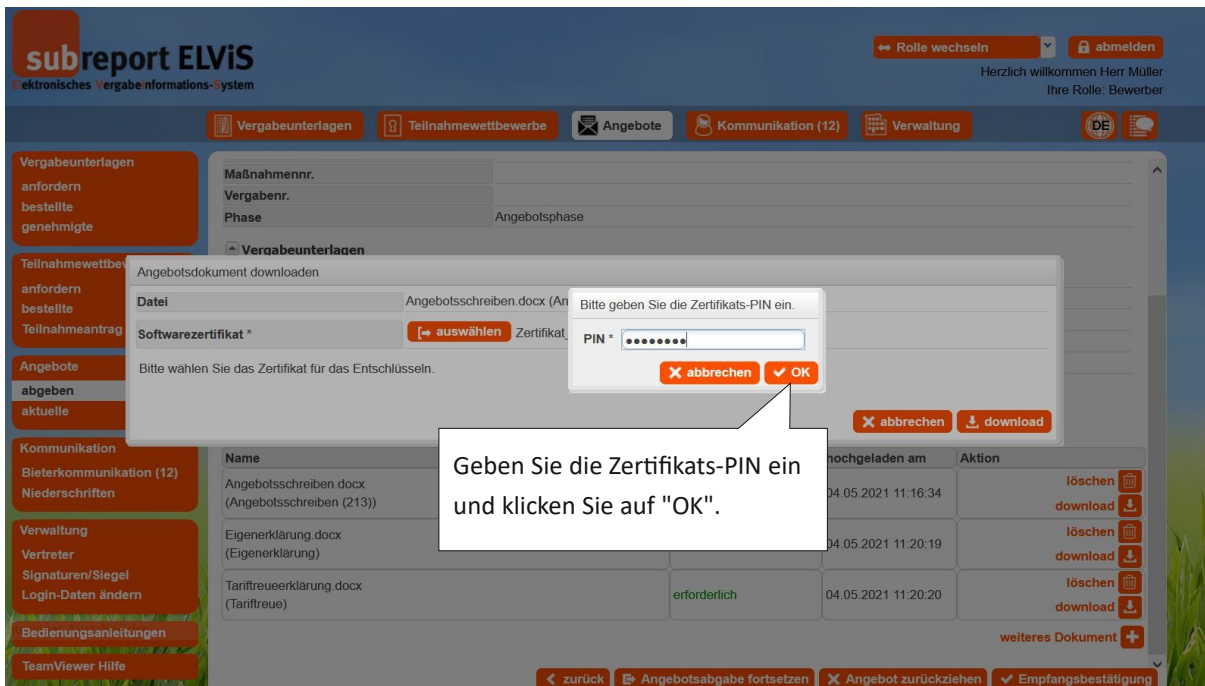 subreport ELViS
Elektronisches Vergabeinformations-System
Rolle wechseln
abmelden
Herzlich willkommen Herr Müller
Ihre Rolle: Bewerber
Vergabeunterlagen
Teilnahmewettbewerbe
Angebote
Kommunikation (12)
Verwaltung
DE
Vergabeunterlagen
anfordern
bestellte
genehmigte
Teilnahmewettbew
anfordern
bestellte
Teilnahmeantrag
Angebote
abgeben
aktuelle
Kommunikation
Bieterkommunikation (12)
Niederschriften
Verwaltung
Vertreter
Signaturen/Siegel
Login-Daten ändern
Bedienungsanleitungen
TeamViewer Hilfe
Maßnahmennr.
Vergabenr.
Phase Angebotsphase
Vergabeunterlagen
Angebotsdokument downloaden
Datei Angebotsschreiben.docx (An
Softwarezertifikat * auswählen Zertifikat_
Bitte wählen Sie das Zertifikat für das Entschlüsseln.
abbrechen download
Bitte geben Sie die Zertifikats-PIN ein.
PIN * ●●●●●●●●
abbrechen OK
Geben Sie die Zertifikats-PIN ein
und klicken Sie auf "OK".
Name hochgeladen am Aktion
Angebotsschreiben.docx
(Angebotsschreiben (213))
04.05.2021 11:16:34
löschen
download
Eigenerklärung.docx
(Eigenerklärung)
04.05.2021 11:20:19
löschen
download
Tariftreueerklärung.docx
(Tariftreue)
erforderlich
04.05.2021 11:20:20
löschen
download
weiteres Dokument
zurück Angebotsabgabe fortsetzen Angebot zurückziehen Empfangsbestätigung